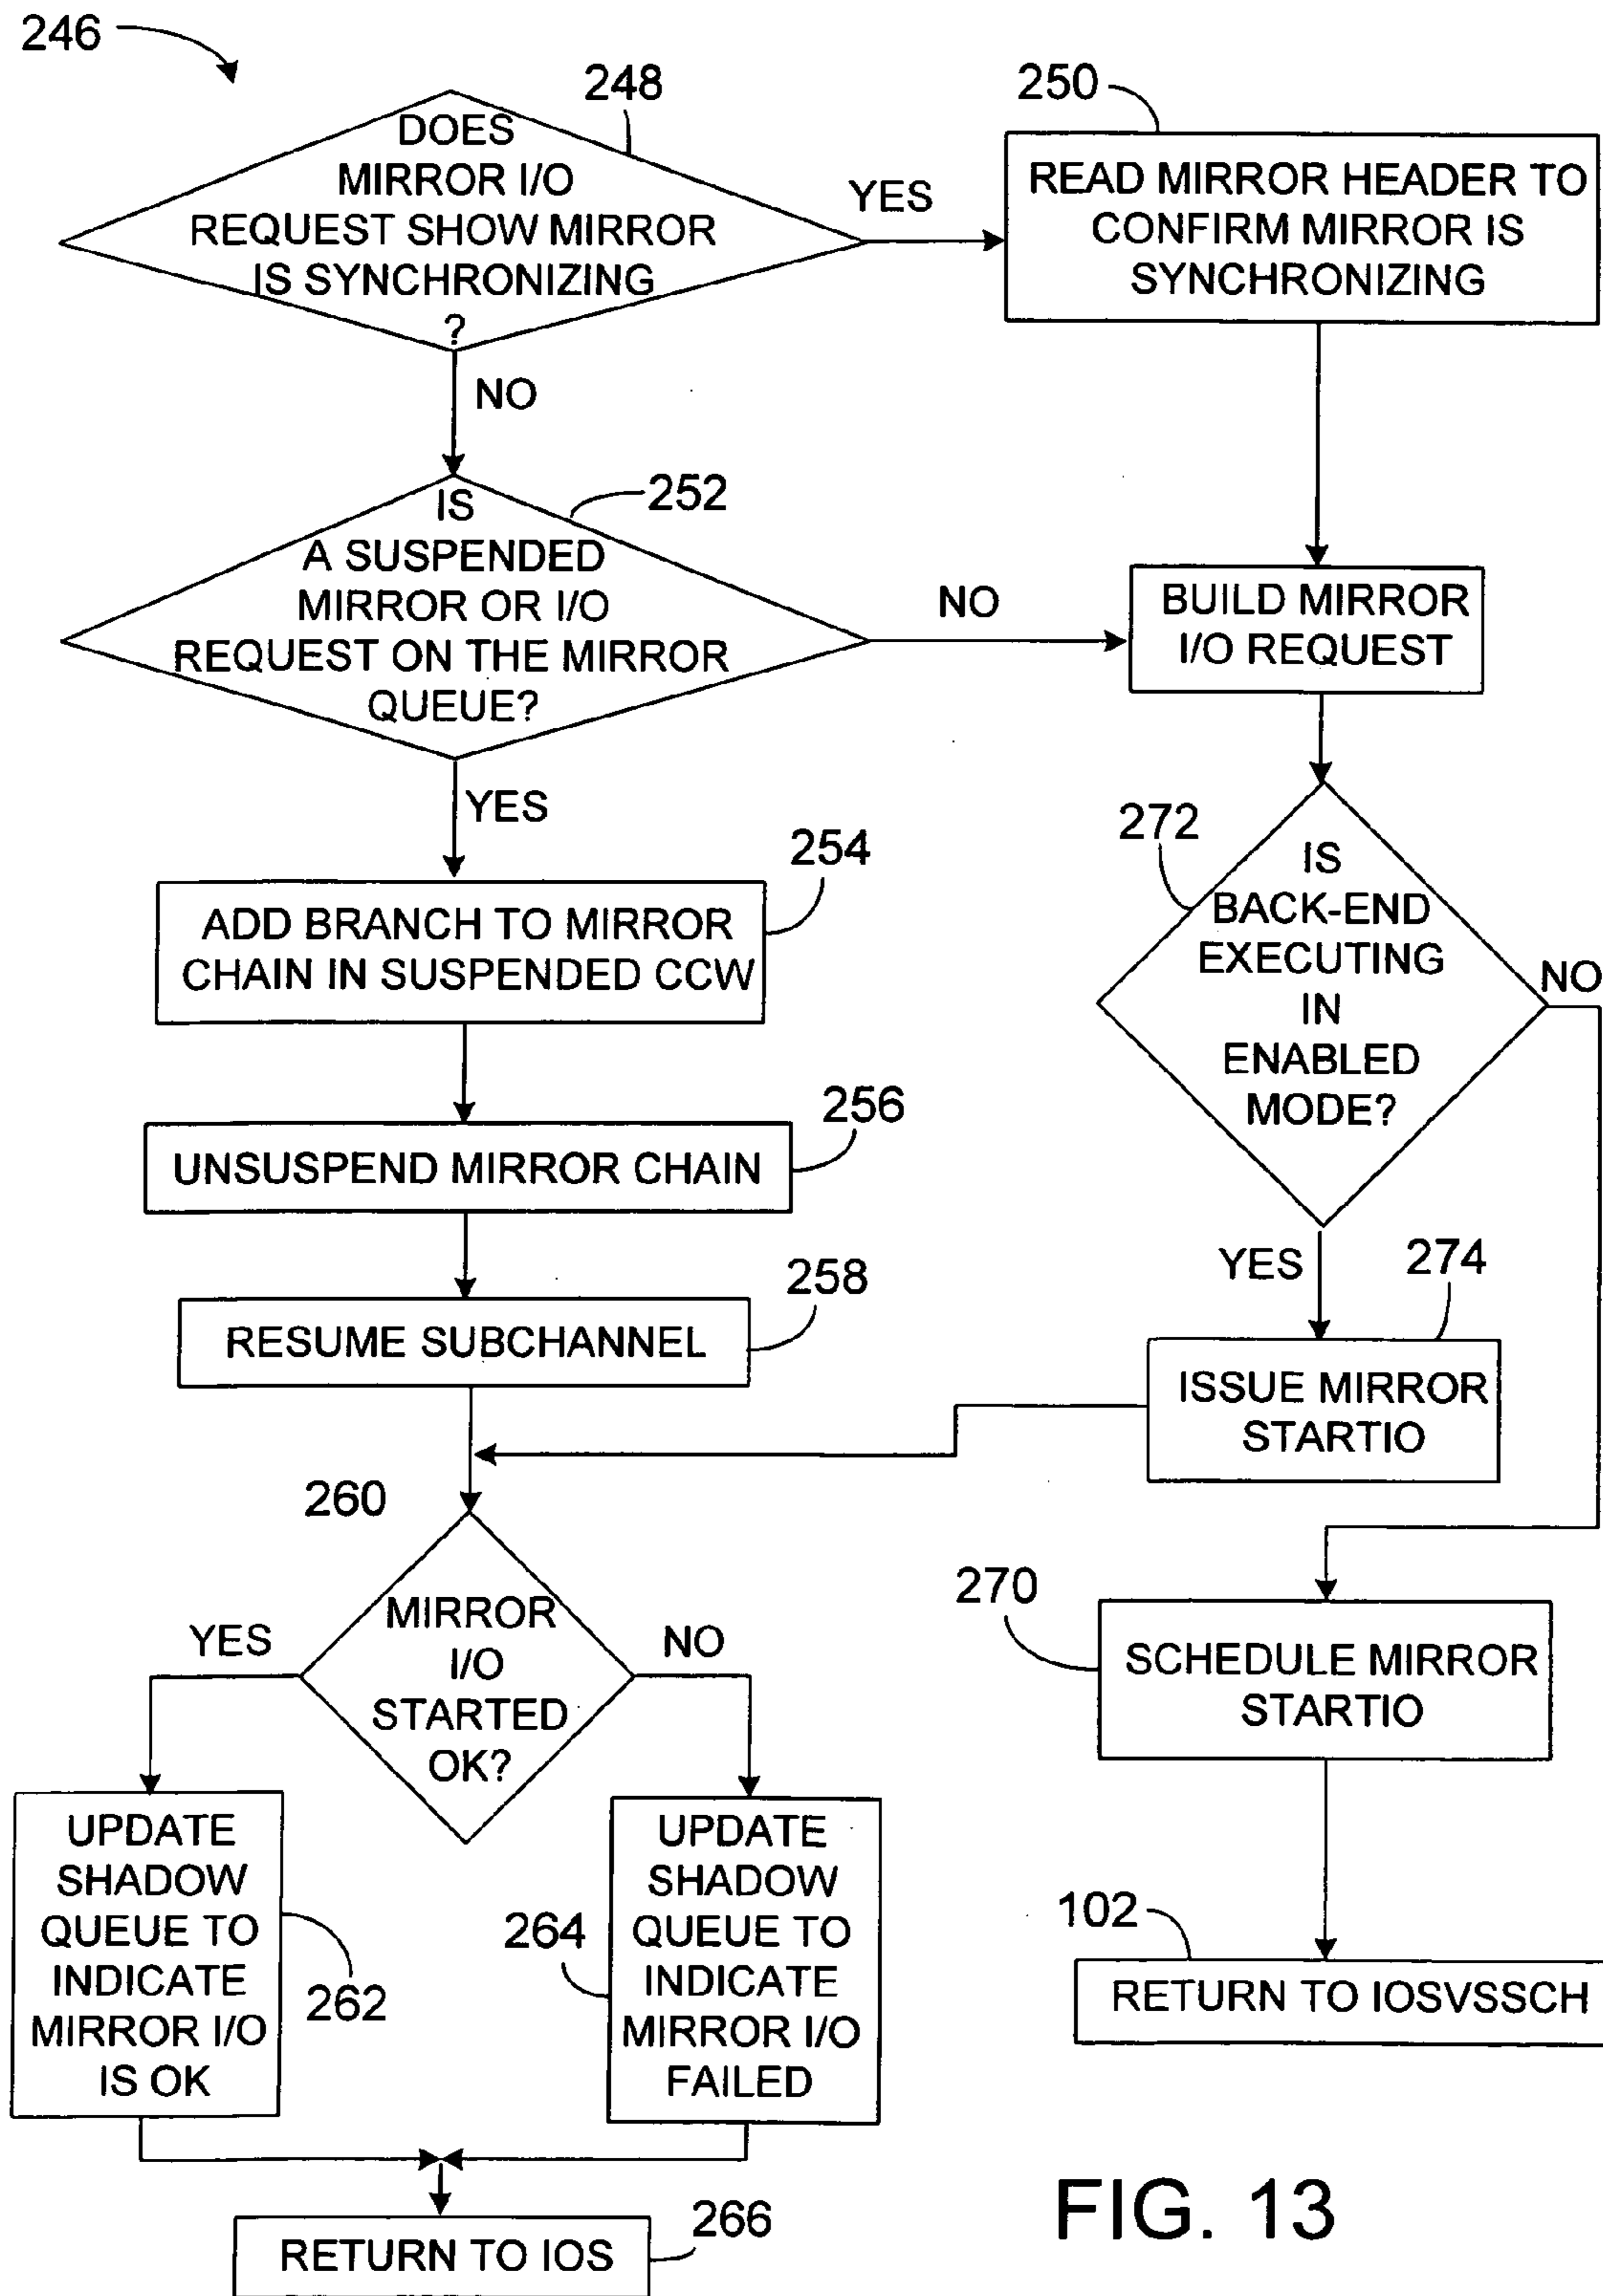 246
248
DOES
MIRROR I/O
REQUEST SHOW MIRROR
IS SYNCHRONIZING
?
YES
250
READ MIRROR HEADER TO
CONFIRM MIRROR IS
SYNCHRONIZING
NO
252
IS
A SUSPENDED
MIRROR OR I/O
REQUEST ON THE MIRROR
QUEUE?
NO
BUILD MIRROR
I/O REQUEST
YES
254
ADD BRANCH TO MIRROR
CHAIN IN SUSPENDED CCW
272
IS
BACK-END
EXECUTING
IN
ENABLED
MODE?
NO
256
UNSUSPEND MIRROR CHAIN
YES
274
258
RESUME SUBCHANNEL
ISSUE MIRROR
STARTIO
260
MIRROR
I/O
STARTED
OK?
YES
NO
270
SCHEDULE MIRROR
STARTIO
UPDATE
SHADOW
QUEUE TO
INDICATE
MIRROR I/O
IS OK
262
264
UPDATE
SHADOW
QUEUE TO
INDICATE
MIRROR I/O
FAILED
102
RETURN TO IOSVSSCH
266
RETURN TO IOS
FIG. 13